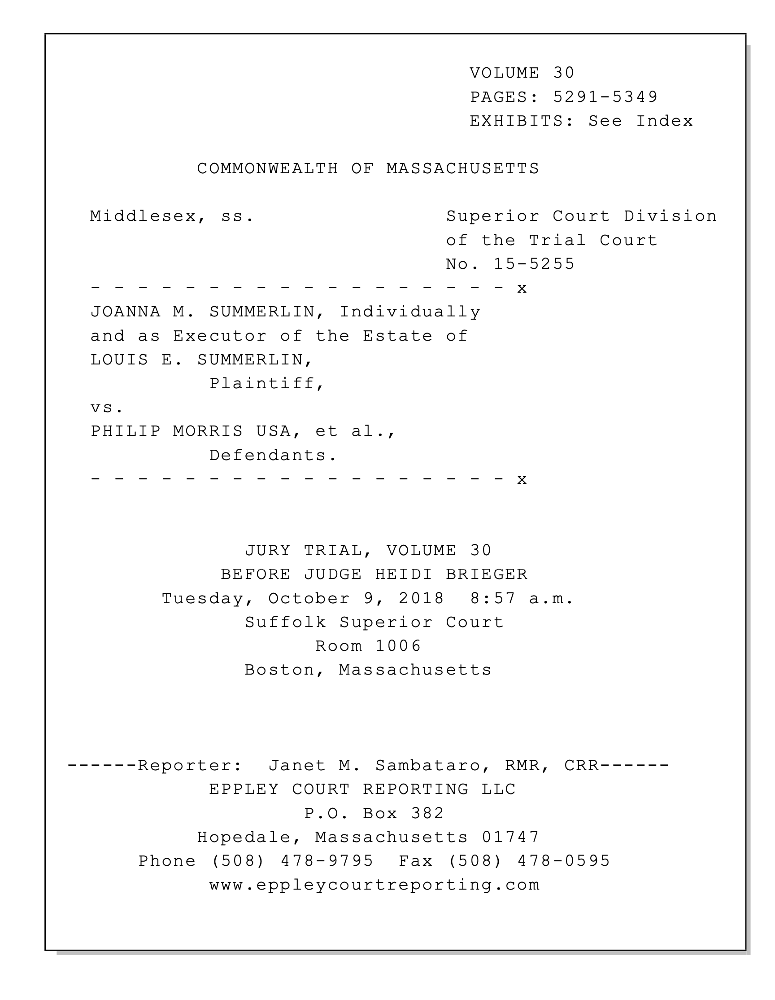 VOLUME 30
PAGES: 5291-5349
EXHIBITS: See Index
COMMONWEALTH OF MASSACHUSETTS
Middlesex, ss. Superior Court Division
of the Trial Court
No. 15-5255
- - - - - - - - - - - - - - - - - - x
JOANNA M. SUMMERLIN, Individually
and as Executor of the Estate of
LOUIS E. SUMMERLIN,
Plaintiff,
vs.
PHILIP MORRIS USA, et al.,
Defendants.
- - - - - - - - - - - - - - - - - - x
JURY TRIAL, VOLUME 30
BEFORE JUDGE HEIDI BRIEGER
Tuesday, October 9, 2018 8:57 a.m.
Suffolk Superior Court
Room 1006
Boston, Massachusetts
------Reporter: Janet M. Sambataro, RMR, CRR------
EPPLEY COURT REPORTING LLC
P.O. Box 382
Hopedale, Massachusetts 01747
Phone (508) 478-9795 Fax (508) 478-0595
www.eppleycourtreporting.com